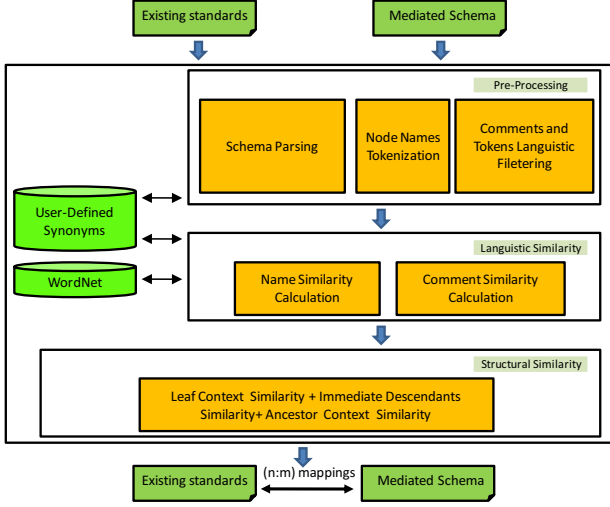 Existing standards
Mediated Schema
Pre-Processing
Schema Parsing
Node Names
Tokenization
Comments and
Tokens Languistic
Filetering
User-Defined
Synonyms
Languistic Similarity
WordNet
Name Similarity
Calculation
Comment Similarity
Calculation
Structural Similarity
Leaf Context Similarity + Immediate Descendants
Similarity+ Ancestor Context Similarity
Existing standards
(n:m) mappings
Mediated Schema